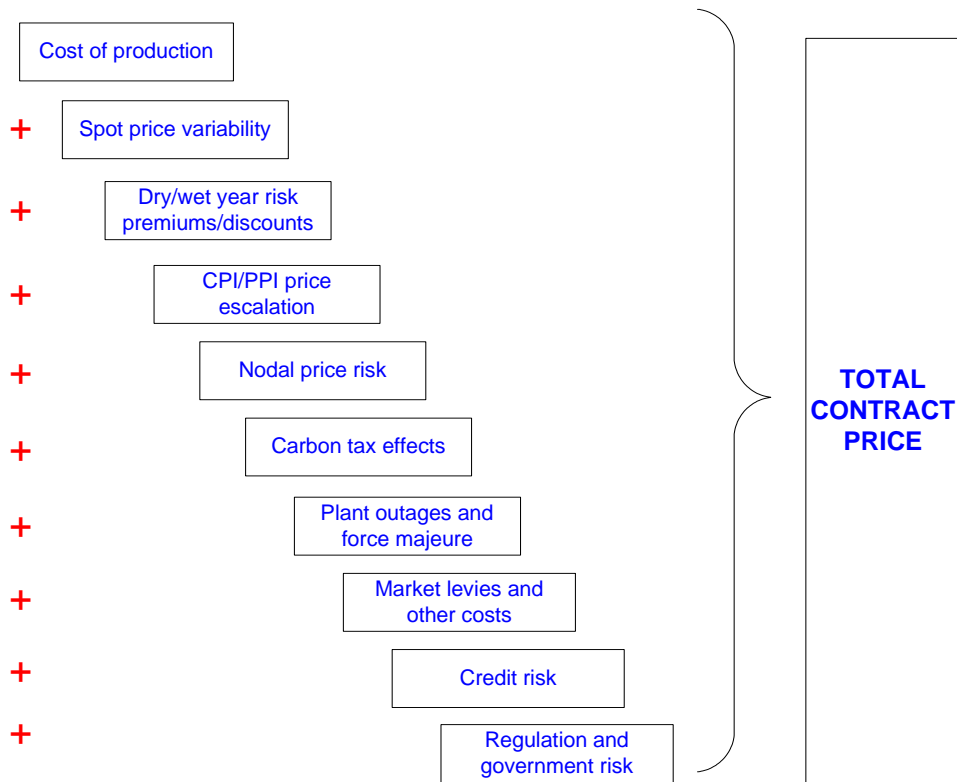 Cost of production
+ Spot price variability
+ Dry/wet year risk
premiums/discounts
+ CPI/PPI price
escalation
+ Nodal price risk
+ Carbon tax effects
+ Plant outages and
force majeure
+ Market levies and
other costs
+ Credit risk
+ Regulation and
government risk
TOTAL
CONTRACT
PRICE